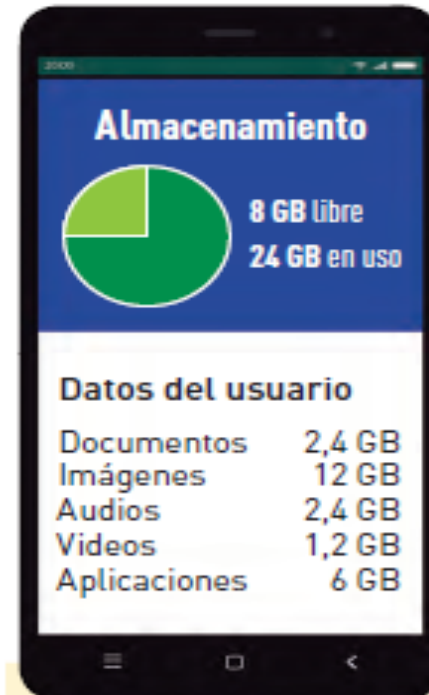 Almacenamiento
8 GB libre
24 GB en uso
Datos del usuario
Documentos 2,4 GB
Imágenes 12 GB
Audios 2,4 GB
Videos 1,2 GB
Aplicaciones 6 GB